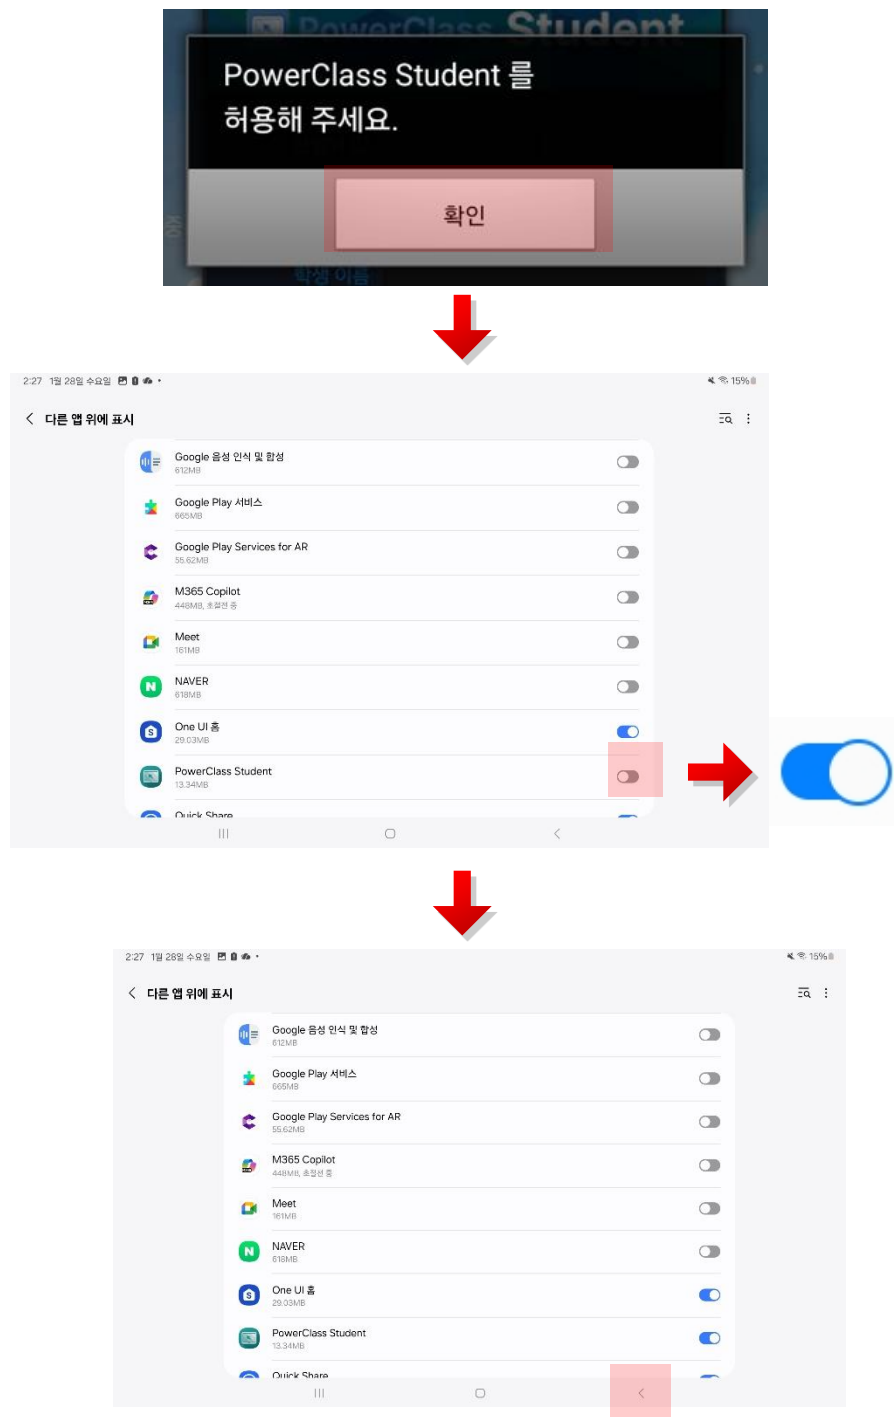 PowerClass Student
PowerClass Student 를
허용해 주세요.
중
확인
학생 이름
2:27 1월 28일 수요일
15%
다른 앱 위에 표시
Google 음성 인식 및 합성
612MB
Google Play 서비스
665MB
Google Play Services for AR
55.62MB
M365 Copilot
448MB, 초절전 중
Meet
161MB
NAVER
618MB
One UI 홈
29.03MB
PowerClass Student
13.34MB
Quick Share
2:27 1월 28일 수요일
15%
다른 앱 위에 표시
Google 음성 인식 및 합성
612MB
Google Play 서비스
665MB
Google Play Services for AR
55.62MB
M365 Copilot
448MB, 초절전 중
Meet
161MB
NAVER
618MB
One UI 홈
29.03MB
PowerClass Student
13.34MB
Quick Share